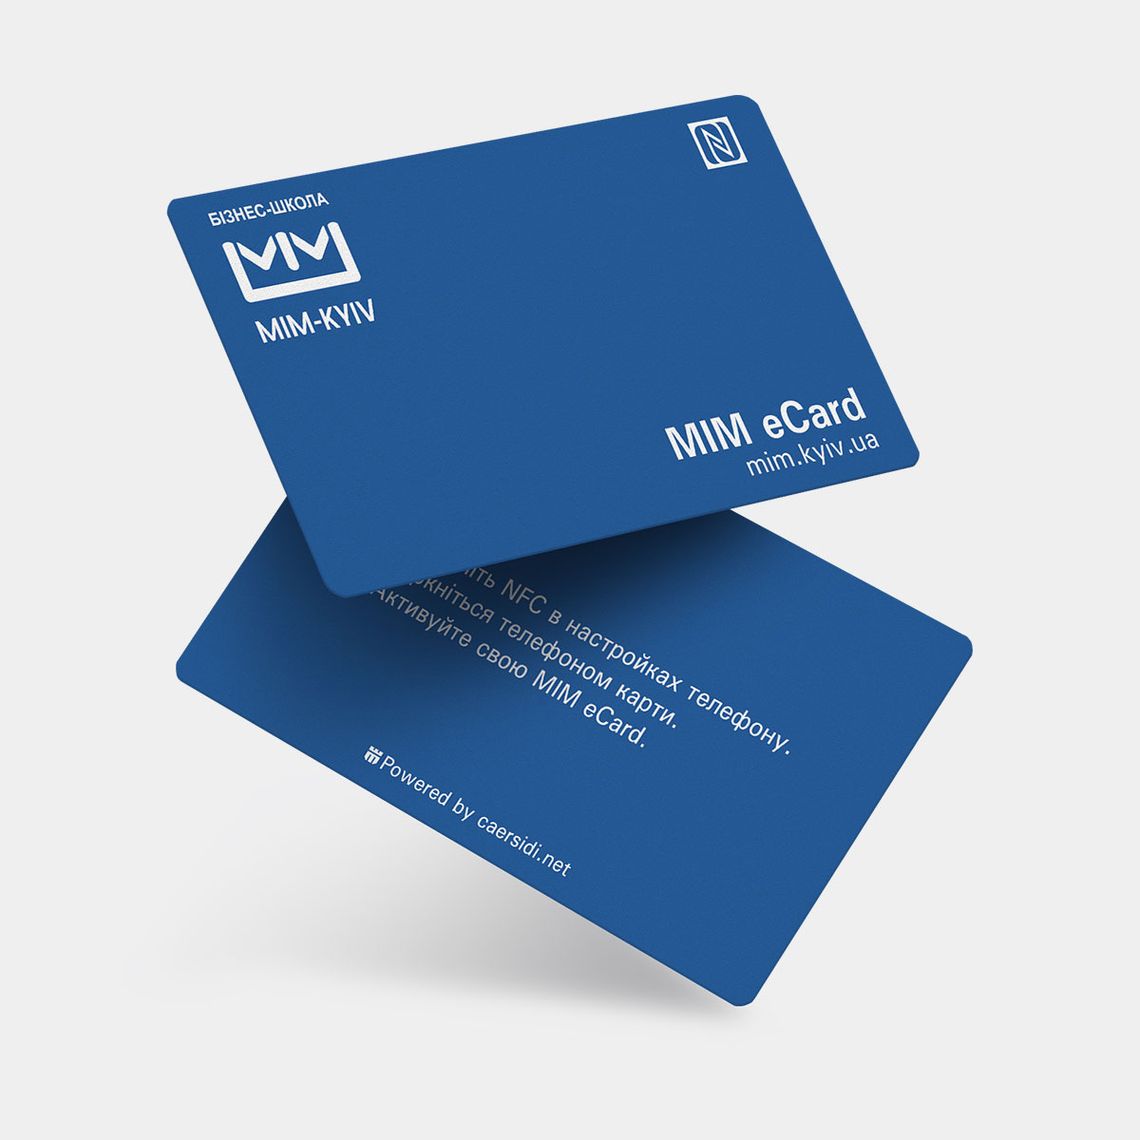 БІЗНЕС-ШКОЛА
MIM
MIM-KYIV
MIM eCard
mim.kyiv.ua
NFC в настройках телефону.
телефоном карти.
Активуйте свою MIM eCard.
Powered by caersidi.net